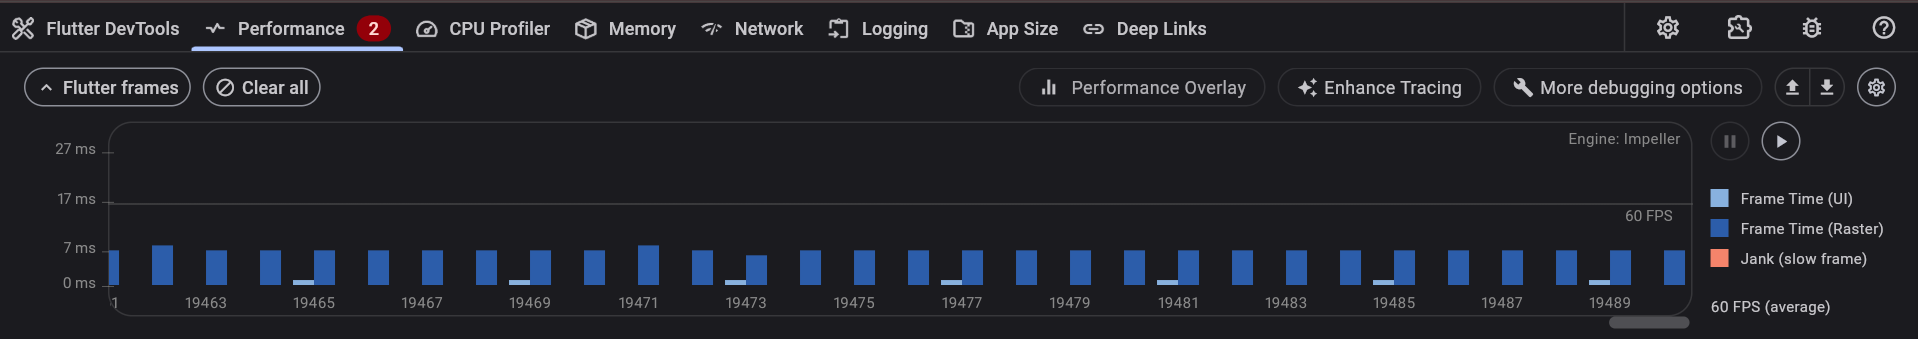 Flutter DevTools Performance 2 CPU Profiler Memory Network Logging App Size Deep Links
Flutter frames Clear all Performance Overlay Enhance Tracing More debugging options
Engine: Impeller
27 ms
17 ms
60 FPS
7 ms
0 ms
1 19463 19465 19467 19469 19471 19473 19475 19477 19479 19481 19483 19485 19487 19489
Frame Time (UI)
Frame Time (Raster)
Jank (slow frame)
60 FPS (average)